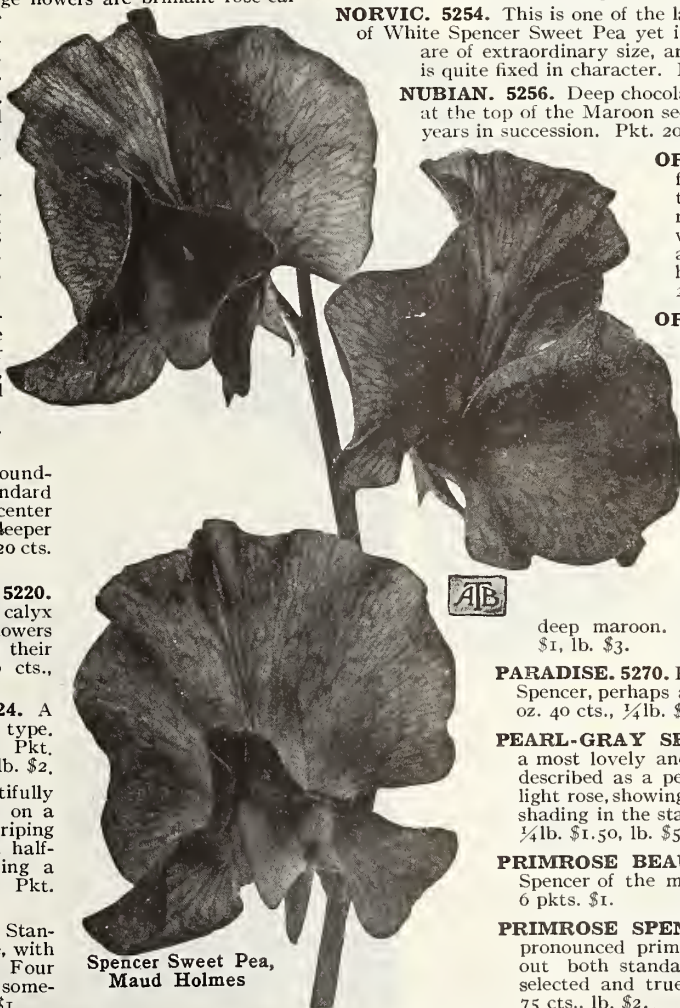 ge flowers are brilliant rose-car-
ound-
ndard
center
deeper
20 cts.
5220.
calyx
owers
their
cts.,
24. A
type.
Pkt.
lb. $2.
tifully
on a
riping
half-
ing a
Pkt.
Stan-
, with
Four
some-
$1
Spencer Sweet Pea,
Maud Holmes
NORVIC. 5254. This is one of the la
of White Spencer Sweet Pea yet i
are of extraordinary size, an
is quite fixed in character.
NUBIAN. 5256. Deep chocola
at the top of the Maroon se
years in succession. Pkt. 20
OR
f
t
r
v
a
h
OR
ATB
deep maroon.
$1, lb. $3.
PARADISE. 5270.
Spencer, perhaps a
oz. 40 cts., ¼lb. $
PEARL-GRAY SP
a most lovely and
described as a pe
light rose, showing
shading in the sta
¼lb. $1.50, lb. $5
PRIMROSE BEAU
Spencer of the m
6 pkts. $1.
PRIMROSE SPEN
pronounced prim
out both standa
selected and true
75 cts., lb. $2.